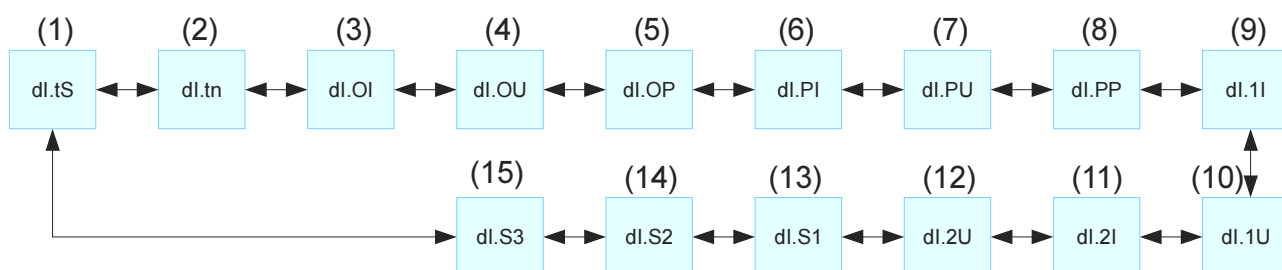 (1) (2) (3) (4) (5) (6) (7) (8) (9)
dI.tS dI.tn dI.OI dI.OU dI.OP dI.PI dI.PU dI.PP dI.1I
(15) (14) (13) (12) (11) (10)
dI.S3 dI.S2 dI.S1 dI.2U dI.2I dI.1U